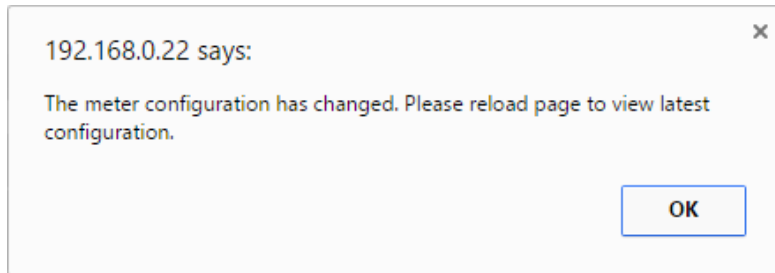 192.168.0.22 says:
The meter configuration has changed. Please reload page to view latest
configuration.
OK